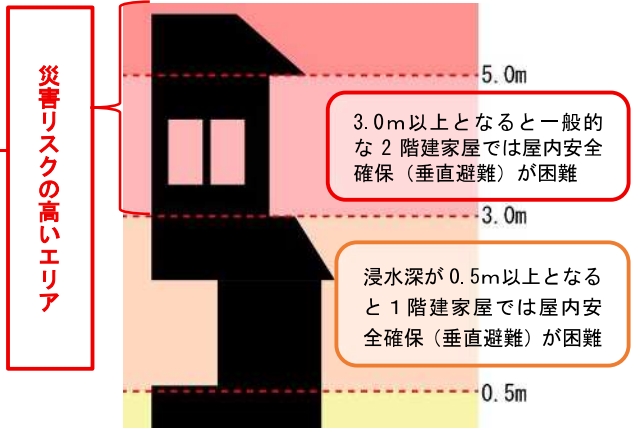 災害リスクの高いエリア
5.0m
3.0m以上となると一般的
な2階建家屋では屋内安全
確保（垂直避難）が困難
3.0m
浸水深が0.5m以上となる
と1階建家屋では屋内安
全確保（垂直避難）が困難
0.5m